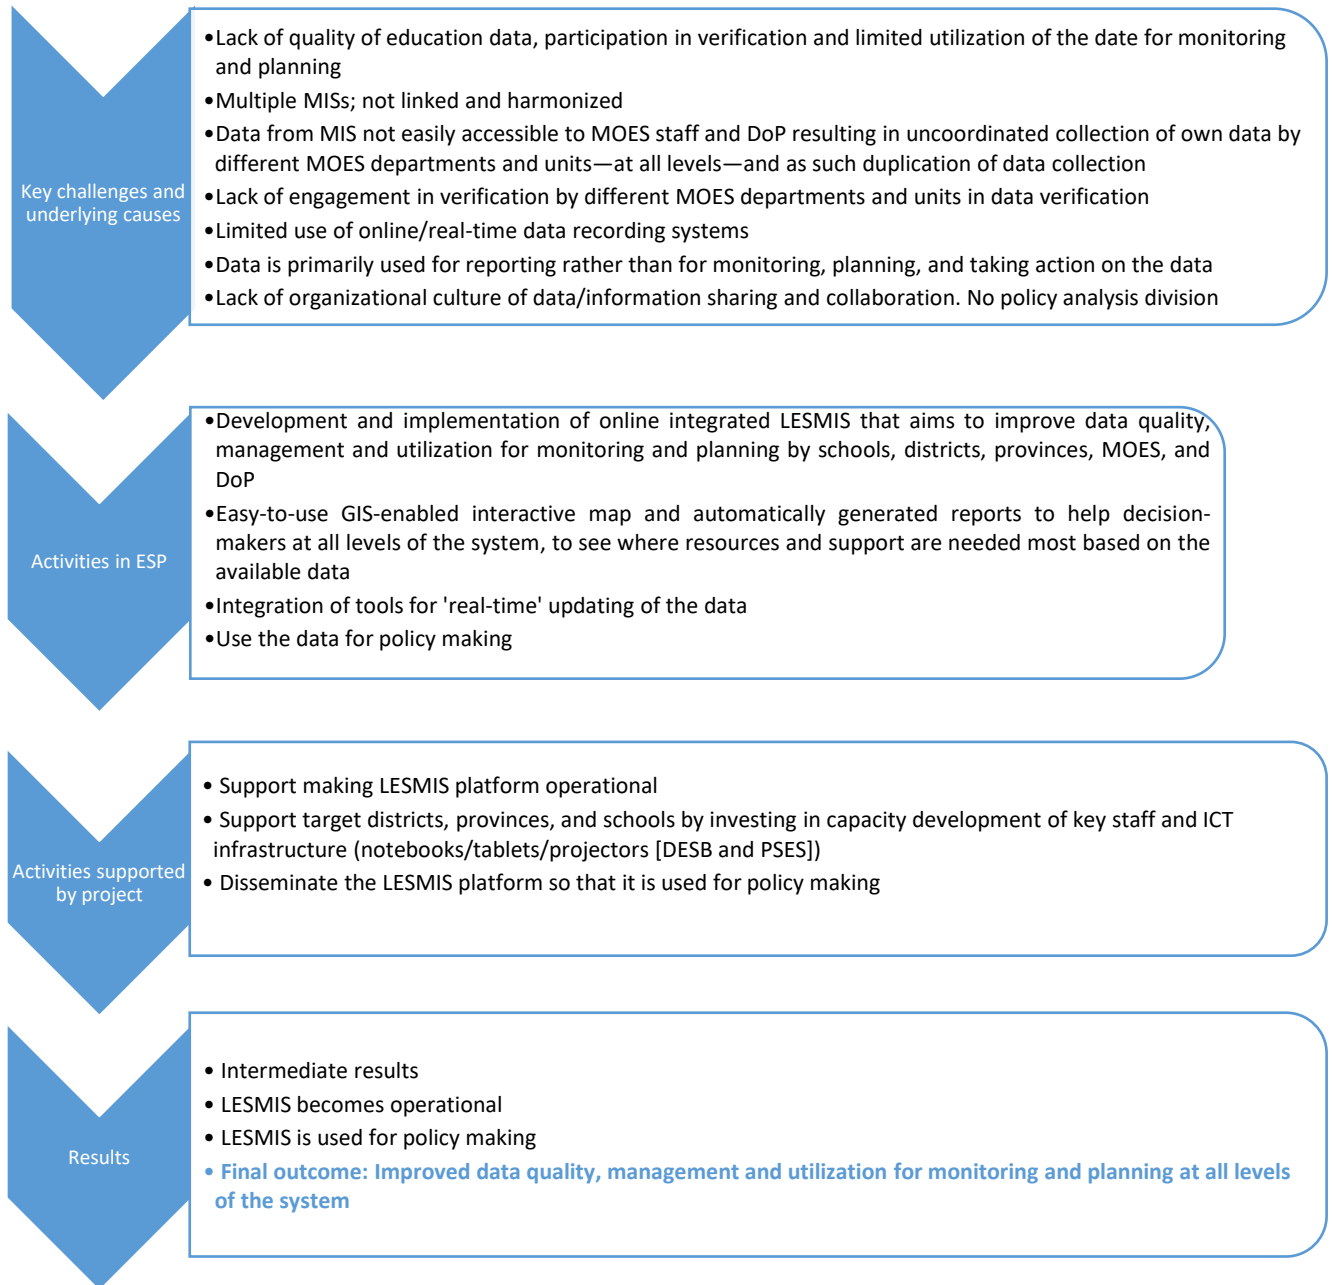 Key challenges and
underlying causes
•Lack of quality of education data, participation in verification and limited utilization of the date for monitoring
and planning
•Multiple MISs; not linked and harmonized
•Data from MIS not easily accessible to MOES staff and DoP resulting in uncoordinated collection of own data by
different MOES departments and units—at all levels—and as such duplication of data collection
•Lack of engagement in verification by different MOES departments and units in data verification
•Limited use of online/real-time data recording systems
•Data is primarily used for reporting rather than for monitoring, planning, and taking action on the data
•Lack of organizational culture of data/information sharing and collaboration. No policy analysis division
Activities in ESP
•Development and implementation of online integrated LESMIS that aims to improve data quality,
management and utilization for monitoring and planning by schools, districts, provinces, MOES, and
DoP
•Easy-to-use GIS-enabled interactive map and automatically generated reports to help decision-
makers at all levels of the system, to see where resources and support are needed most based on the
available data
•Integration of tools for 'real-time' updating of the data
•Use the data for policy making
Activities supported
by project
• Support making LESMIS platform operational
• Support target districts, provinces, and schools by investing in capacity development of key staff and ICT
infrastructure (notebooks/tablets/projectors [DESB and PSES])
• Disseminate the LESMIS platform so that it is used for policy making
Results
• Intermediate results
• LESMIS becomes operational
• LESMIS is used for policy making
• Final outcome: Improved data quality, management and utilization for monitoring and planning at all levels
of the system